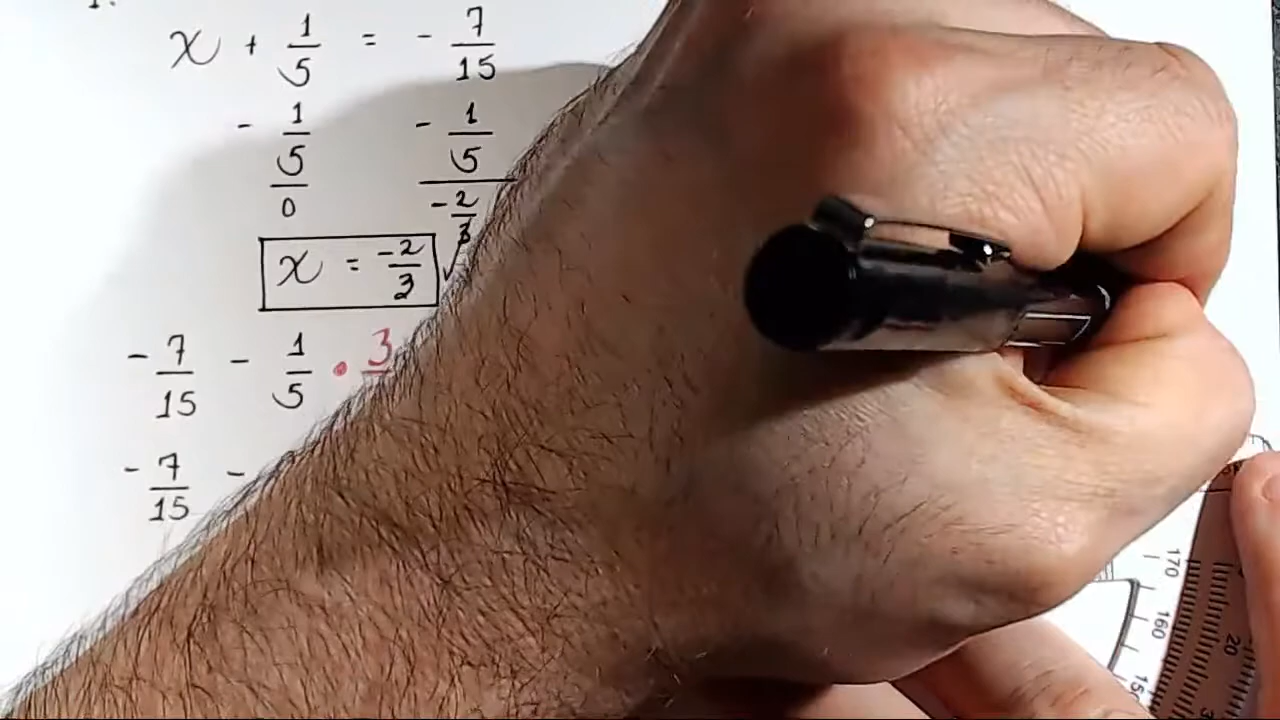 x + 1/5 = - 7/15
- 1/5 - 1/5
0 - 2/3
x = -2/3 ✓
- 7/15 - 1/5 · 3
- 7/15 -
170
160
20